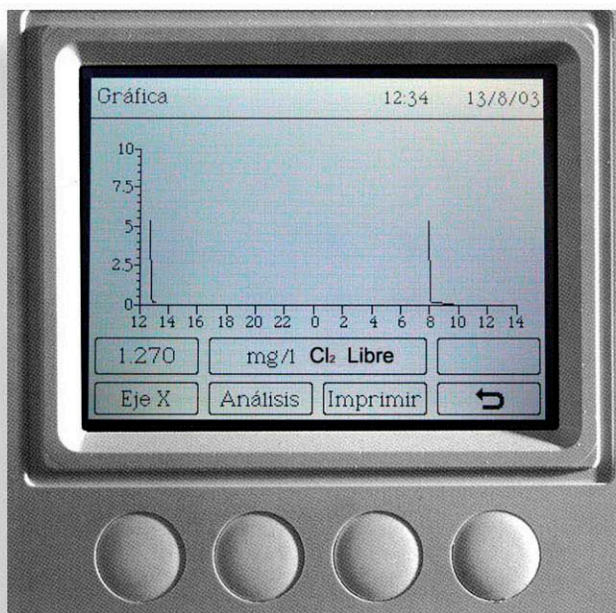 Gráfica 12:34 13/8/03
10
7.5
5
2.5
0
12 14 16 18 20 22 0 2 4 6 8 10 12 14
1.270 mg/l Cl₂ Libre
Eje X Análisis Imprimir